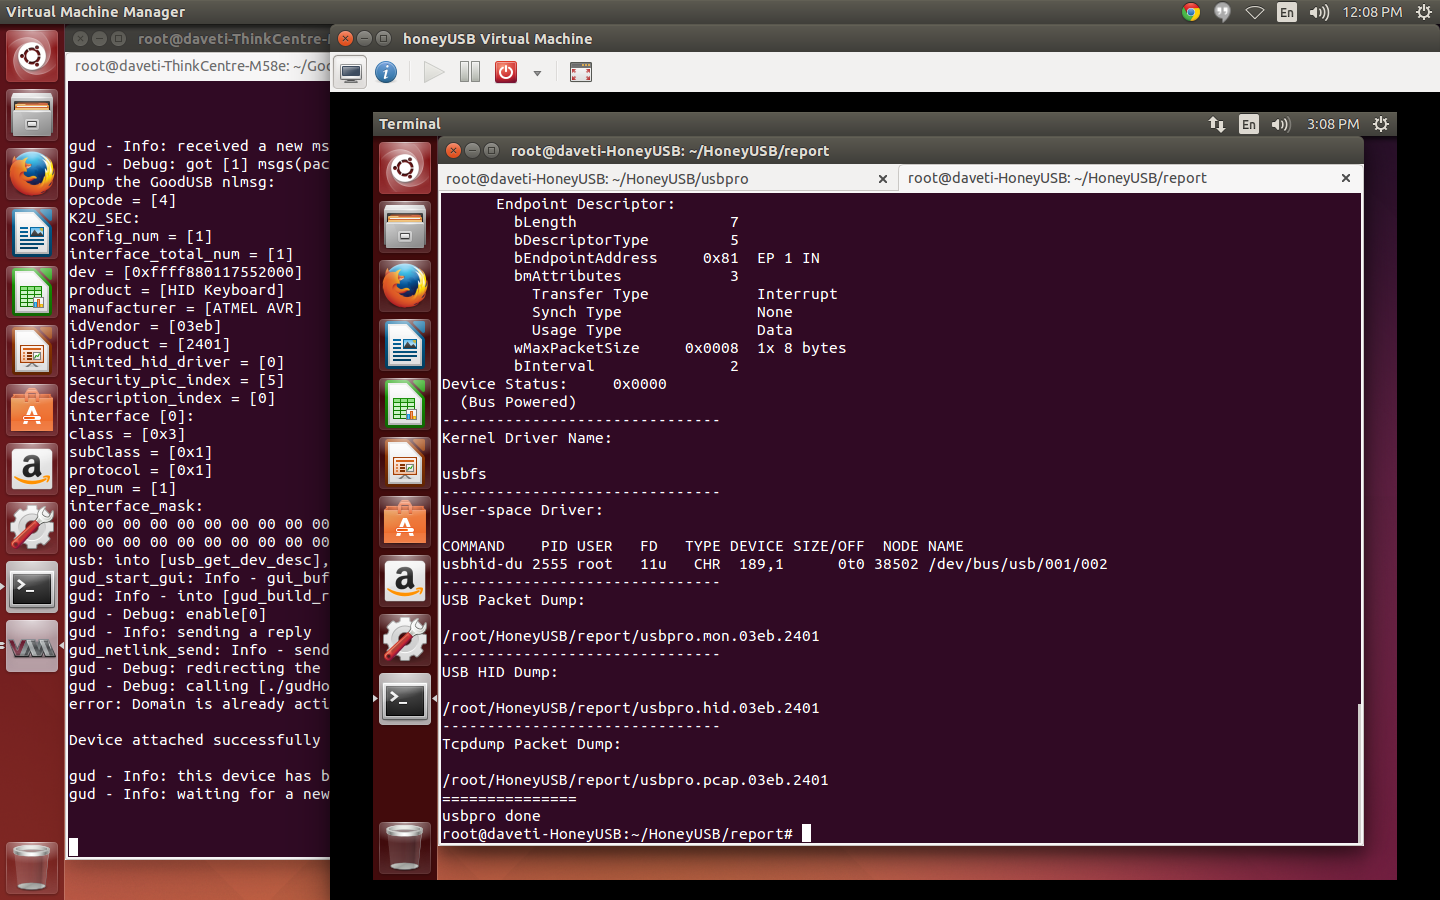 Virtual Machine Manager
En
12:08 PM
root@daveti-ThinkCentre-
root@daveti-ThinkCentre-M58e: ~/Goo
gud - Info: received a new ms
gud - Debug: got [1] msgs(pac
Dump the GoodUSB nlmsg:
opcode = [4]
K2U_SEC:
config_num = [1]
interface_total_num = [1]
dev = [0xffff880117552000]
product = [HID Keyboard]
manufacturer = [ATMEL AVR]
idVendor = [03eb]
idProduct = [2401]
limited_hid_driver = [0]
security_pic_index = [5]
description_index = [0]
interface [0]:
class = [0x3]
subClass = [0x1]
protocol = [0x1]
ep_num = [1]
interface_mask:
00 00 00 00 00 00 00 00 00 00
00 00 00 00 00 00 00 00 00 00
usb: into [usb_get_dev_desc],
gud_start_gui: Info - gui_buf
gud: Info - into [gud_build_r
gud - Debug: enable[0]
gud - Info: sending a reply
gud_netlink_send: Info - send
gud - Debug: redirecting the
gud - Debug: calling [./gudHo
error: Domain is already acti
Device attached successfully
gud - Info: this device has b
gud - Info: waiting for a new
honeyUSB Virtual Machine
Terminal
En
3:08 PM
root@daveti-HoneyUSB: ~/HoneyUSB/report
root@daveti-HoneyUSB: ~/HoneyUSB/usbpro
root@daveti-HoneyUSB: ~/HoneyUSB/report
Endpoint Descriptor:
bLength 7
bDescriptorType 5
bEndpointAddress 0x81 EP 1 IN
bmAttributes 3
Transfer Type Interrupt
Synch Type None
Usage Type Data
wMaxPacketSize 0x0008 1x 8 bytes
bInterval 2
Device Status: 0x0000
(Bus Powered)
-------------------------------
Kernel Driver Name:
usbfs
-------------------------------
User-space Driver:
COMMAND PID USER FD TYPE DEVICE SIZE/OFF NODE NAME
usbhid-du 2555 root 11u CHR 189,1 0t0 38502 /dev/bus/usb/001/002
-------------------------------
USB Packet Dump:
/root/HoneyUSB/report/usbpro.mon.03eb.2401
-------------------------------
USB HID Dump:
/root/HoneyUSB/report/usbpro.hid.03eb.2401
-------------------------------
Tcpdump Packet Dump:
/root/HoneyUSB/report/usbpro.pcap.03eb.2401
===============
usbpro done
root@daveti-HoneyUSB:~/HoneyUSB/report#